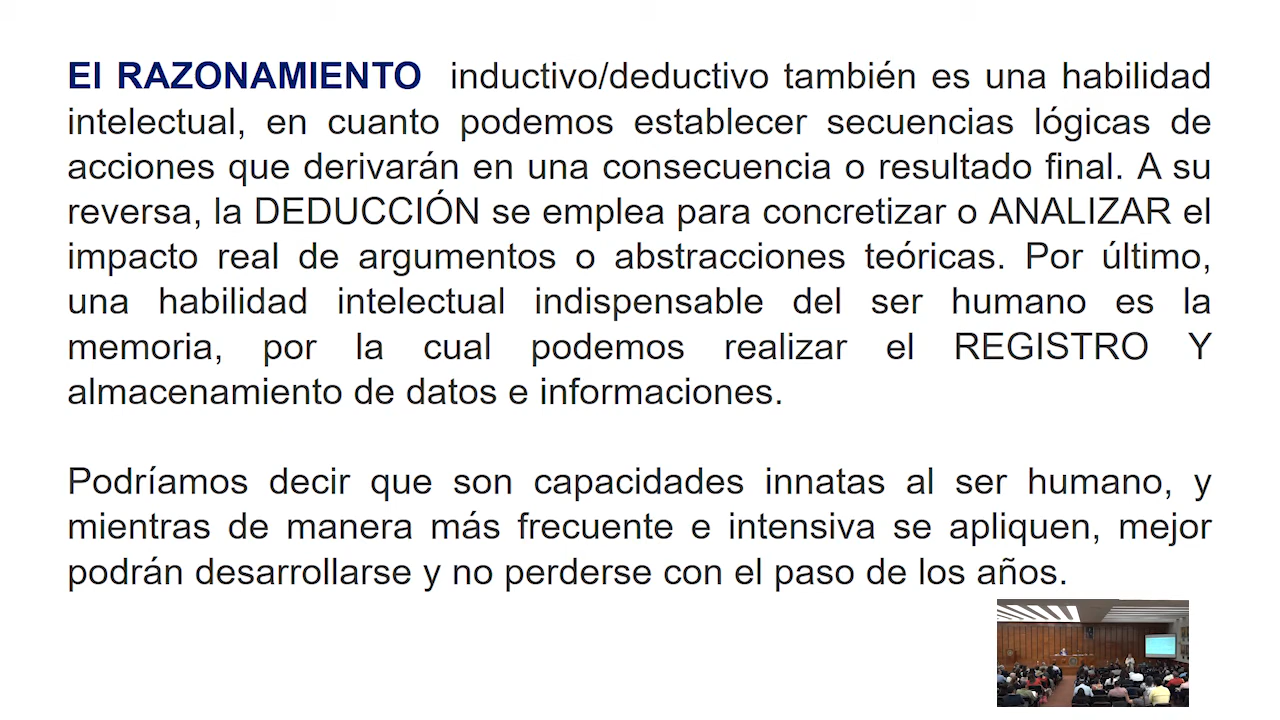 El RAZONAMIENTO inductivo/deductivo también es una habilidad
intelectual, en cuanto podemos establecer secuencias lógicas de
acciones que derivarán en una consecuencia o resultado final. A su
reversa, la DEDUCCIÓN se emplea para concretizar o ANALIZAR el
impacto real de argumentos o abstracciones teóricas. Por último,
una habilidad intelectual indispensable del ser humano es la
memoria, por la cual podemos realizar el REGISTRO Y
almacenamiento de datos e informaciones.
Podríamos decir que son capacidades innatas al ser humano, y
mientras de manera más frecuente e intensiva se apliquen, mejor
podrán desarrollarse y no perderse con el paso de los años.